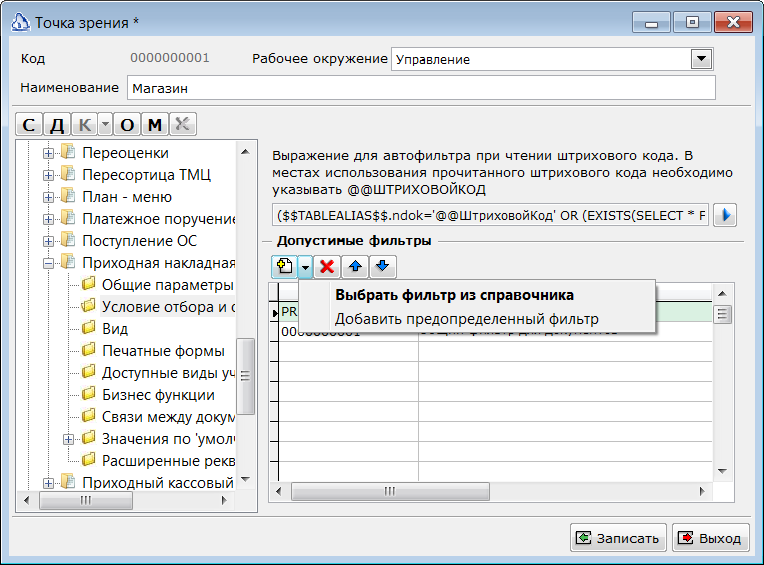 Точка зрения *
Код 0000000001 Рабочее окружение Управление
Наименование Магазин
С Д К О М
Переоценки
Пересортица ТМЦ
План - меню
Платежное поручение
Поступление ОС
Приходная накладная
Общие параметры
Условие отбора и с
Вид
Печатные формы
Доступные виды уч
Бизнес функции
Связи между докум
Значения по 'умолч
Расширенные рекв
Приходный кассовый
Выражение для автофильтра при чтении штрихового кода. В
местах использования прочитанного штрихового кода необходимо
указывать @@ШТРИХОВОЙКОД
($$TABLEALIAS$$.ndok='@@ШтриховойКод' OR (EXISTS(SELECT * F
Допустимые фильтры
Выбрать фильтр из справочника
Добавить предопределенный фильтр
PR
0000000001
Записать
Выход